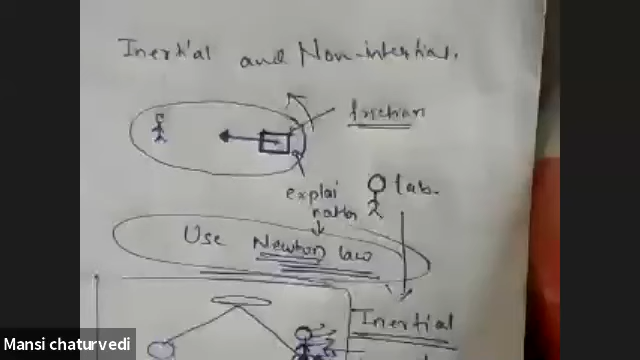 Inertial and Non-inertial.
friction
explai
nation
Lab.
Use Newton law
Inertial
Mansi chaturvedi